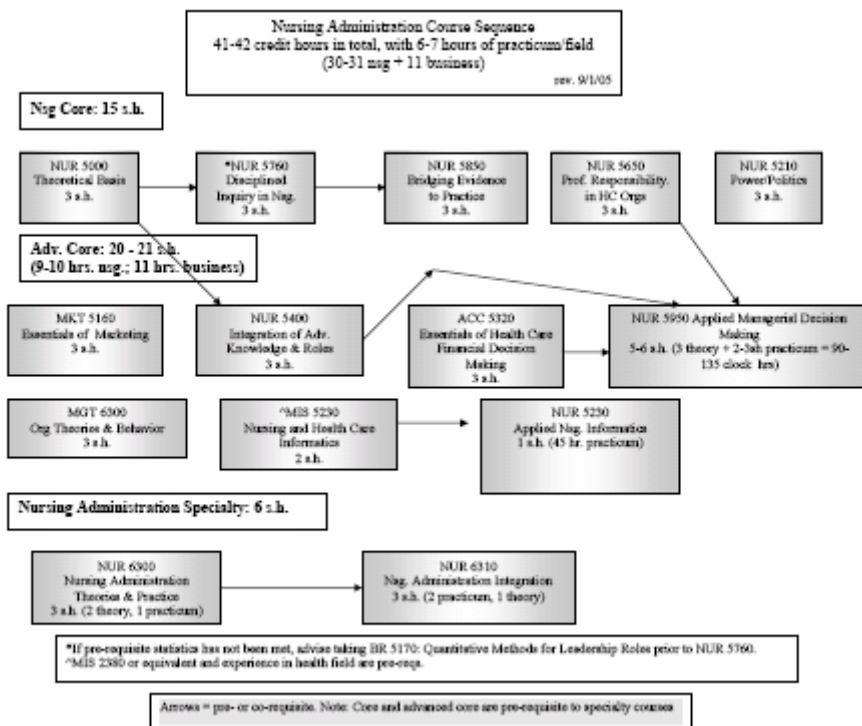 Nursing Administration Course Sequence
41-42 credit hours in total, with 6-7 hours of practicum/field
(30-31 nsg + 11 business)
rev. 9/1/05
Nsg Core: 15 s.h.
NUR 5000
Theoretical Basis
3 s.h.
*NUR 5760
Disciplined
Inquiry in Nsg.
3 s.h.
NUR 5850
Bridging Evidence
to Practice
3 s.h.
NUR 5650
Prof. Responsibility.
in HC Orgs
3 s.h.
NUR 5210
Power/Politics
3 s.h.
Adv. Core: 20 - 21 s.h.
(9-10 hrs. nsg.; 11 hrs. business)
MKT 5160
Essentials of Marketing
3 s.h.
NUR 5400
Integration of Adv.
Knowledge & Roles
3 s.h.
ACC 5320
Essentials of Health Care
Financial Decision
Making
3 s.h.
NUR 5950 Applied Managerial Decision
Making
5-6 s.h. (3 theory + 2-3sh practicum = 90-
135 clock hrs)
MGT 6300
Org Theories & Behavior
3 s.h.
^MIS 5230
Nursing and Health Care
Informatics
2 s.h.
NUR 5230
Applied Nsg. Informatics
1 s.h. (45 hr. practicum)
Nursing Administration Specialty: 6 s.h.
NUR 6300
Nursing Administration
Theories & Practice
3 s.h. (2 theory, 1 practicum)
NUR 6310
Nsg. Administration Integration
3 s.h. (2 practicum, 1 theory)
*If pre-requisite statistics has not been met, advise taking BR 5170: Quantitative Methods for Leadership Roles prior to NUR 5760.
^MIS 2380 or equivalent and experience in health field are pre-reqs.
Arrows = pre- or co-requisite. Note: Core and advanced core are pre-requisite to specialty courses